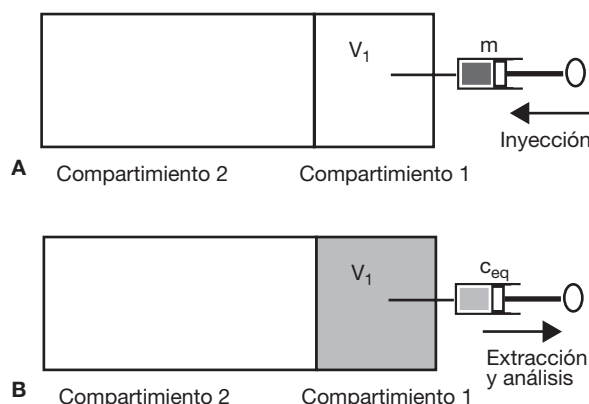 V1
m
Inyección
A
Compartimiento 2
Compartimiento 1
V1
ceq
Extracción
y análisis
B
Compartimiento 2
Compartimiento 1